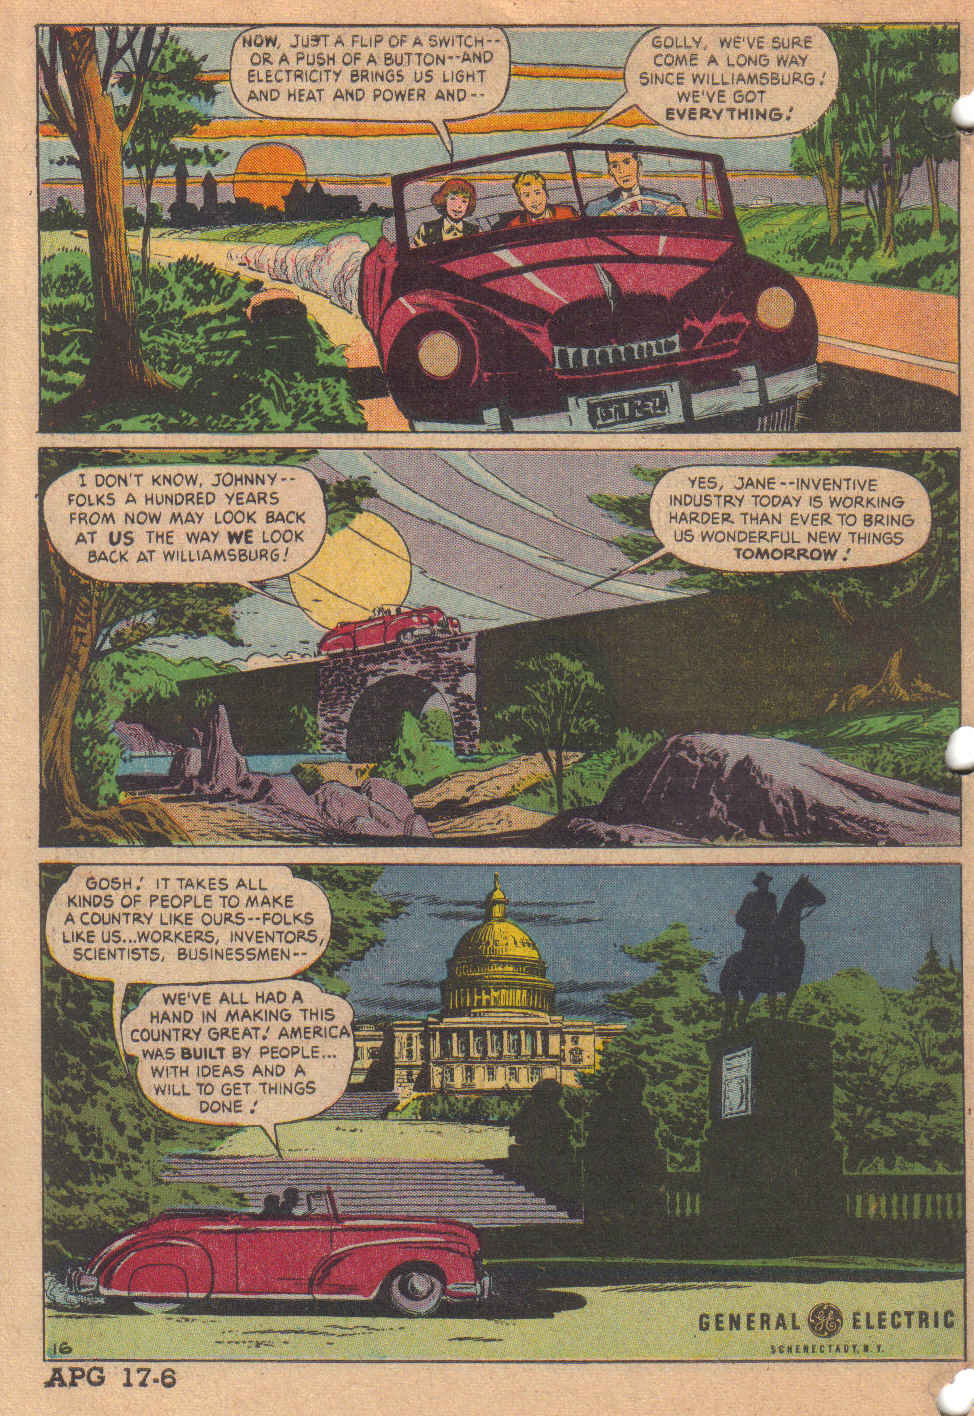 NOW, JUST A FLIP OF A SWITCH--
OR A PUSH OF A BUTTON--AND
ELECTRICITY BRINGS US LIGHT
AND HEAT AND POWER AND--
GOLLY, WE'VE SURE
COME A LONG WAY
SINCE WILLIAMSBURG!
WE'VE GOT
EVERYTHING!
I DON'T KNOW, JOHNNY--
FOLKS A HUNDRED YEARS
FROM NOW MAY LOOK BACK
AT US THE WAY WE LOOK
BACK AT WILLIAMSBURG!
YES, JANE--INVENTIVE
INDUSTRY TODAY IS WORKING
HARDER THAN EVER TO BRING
US WONDERFUL NEW THINGS
TOMORROW!
GOSH! IT TAKES ALL
KINDS OF PEOPLE TO MAKE
A COUNTRY LIKE OURS--FOLKS
LIKE US...WORKERS, INVENTORS,
SCIENTISTS, BUSINESSMEN--
WE'VE ALL HAD A
HAND IN MAKING THIS
COUNTRY GREAT! AMERICA
WAS BUILT BY PEOPLE...
WITH IDEAS AND A
WILL TO GET THINGS
DONE!
GENERAL GE ELECTRIC
SCHENECTADY, N.Y.
16
APG 17-6